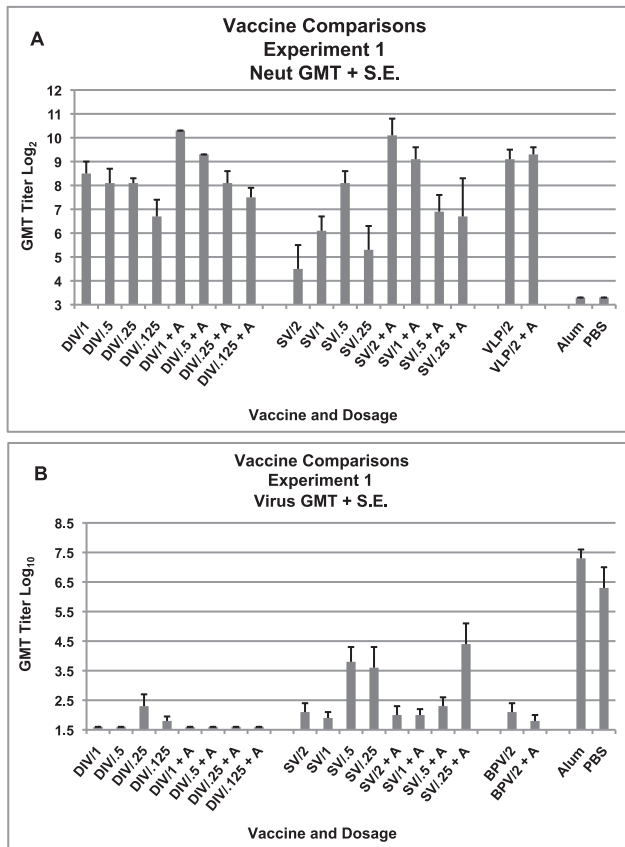 A
Vaccine Comparisons
Experiment 1
Neut GMT + S.E.
GMT Titer Log2
12
11
10
9
8
7
6
5
4
3
DIV/1
DIV/.5
DIV/.25
DIV/.125
DIV/1 + A
DIV/.5 + A
DIV/.25 + A
DIV/.125 + A
SV/2
SV/1
SV/.5
SV/.25
SV/2 + A
SV/1 + A
SV/.5 + A
SV/.25 + A
VLP/2
VLP/2 + A
Alum
PBS
Vaccine and Dosage
B
Vaccine Comparisons
Experiment 1
Virus GMT + S.E.
GMT Titer Log10
8.5
7.5
6.5
5.5
4.5
3.5
2.5
1.5
DIV/1
DIV/.5
DIV/.25
DIV/.125
DIV/1 + A
DIV/.5 + A
DIV/.25 + A
DIV/.125 + A
SV/2
SV/1
SV/.5
SV/.25
SV/2 + A
SV/1 + A
SV/.5 + A
SV/.25 + A
BPV/2
BPV/2 + A
Alum
PBS
Vaccine and Dosage